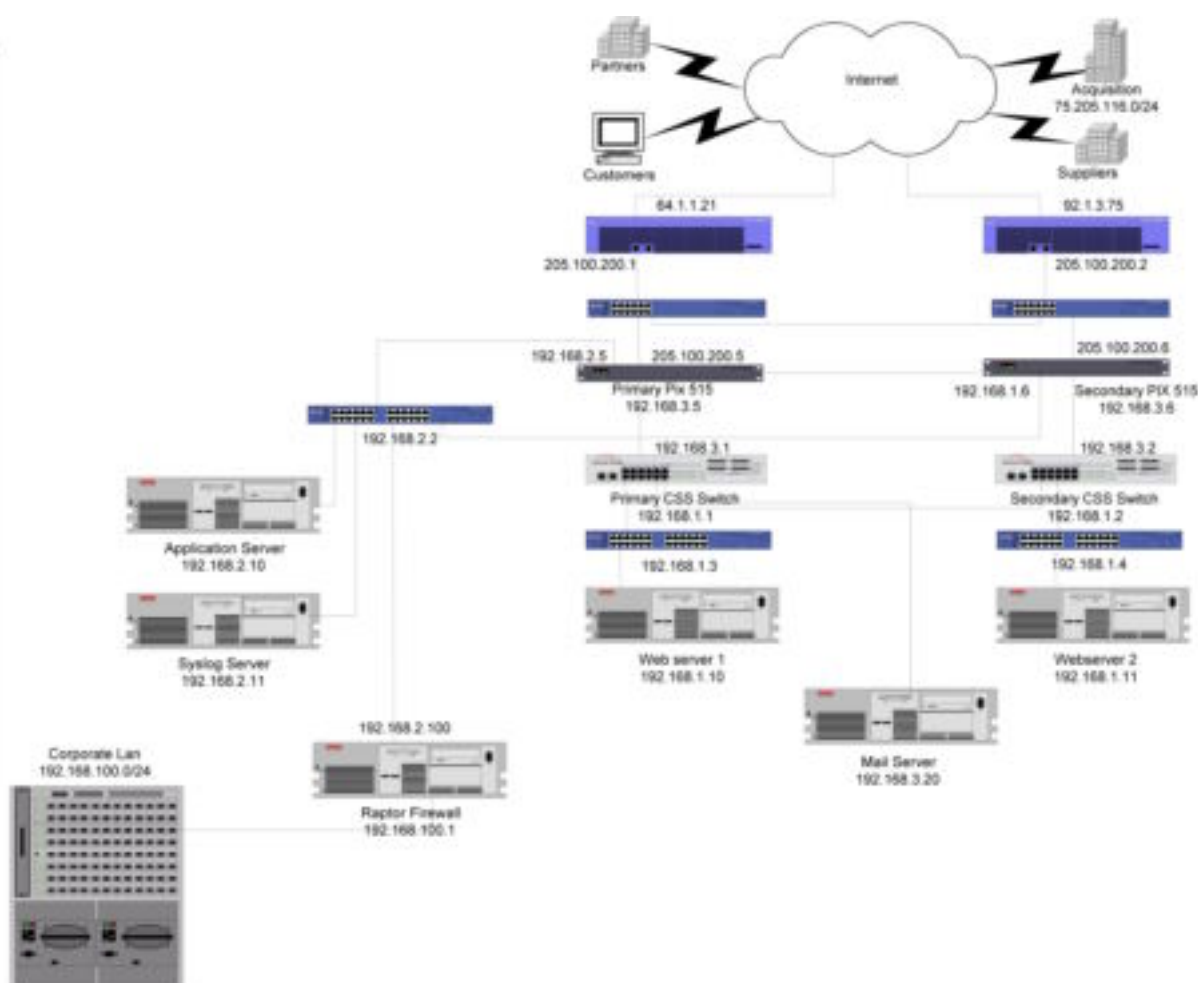 Internet
Partners
Acquisition
75.205.116.0/24
Customers
Suppliers
64.1.1.21
92.1.3.75
205.100.200.1
205.100.200.2
192.168.2.5
205.100.200.5
205.100.200.6
Primary Pix 515
192.168.3.5
192.168.1.6
Secondary PIX 515
192.168.3.6
192.168.2.2
192.168.3.1
192.168.3.2
Primary CSS Switch
192.168.1.1
Secondary CSS Switch
192.168.1.2
Application Server
192.168.2.10
192.168.1.3
192.168.1.4
Syslog Server
192.168.2.11
Web server 1
192.168.1.10
Webserver 2
192.168.1.11
192.168.2.100
Mail Server
192.168.3.20
Corporate Lan
192.168.100.0/24
Raptor Firewall
192.168.100.1